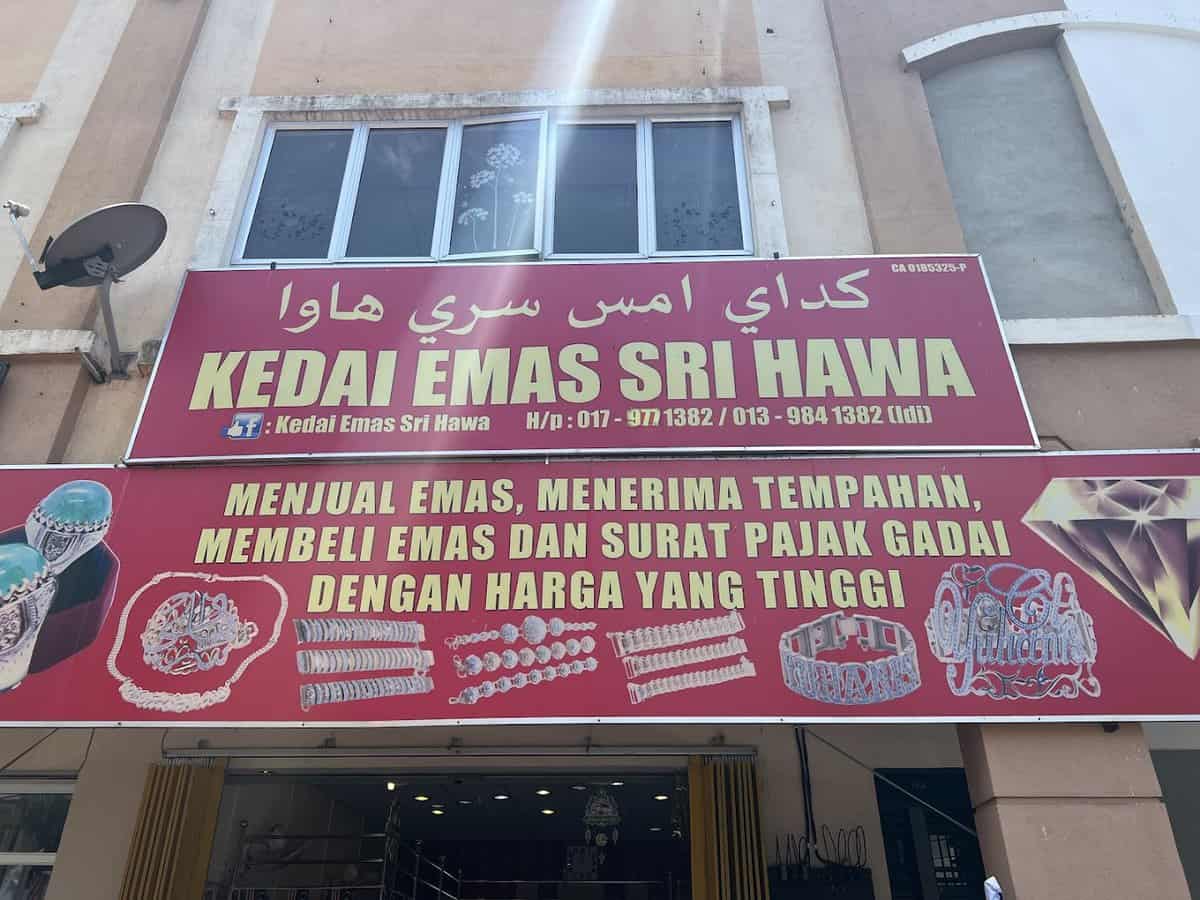 CA 0185325-P
كداي امس سري هاوا
KEDAI EMAS SRI HAWA
f : Kedai Emas Sri Hawa H/p : 017 - 977 1382 / 013 - 984 1382 (Idi)
MENJUAL EMAS, MENERIMA TEMPAHAN,
MEMBELI EMAS DAN SURAT PAJAK GADAI
DENGAN HARGA YANG TINGGI